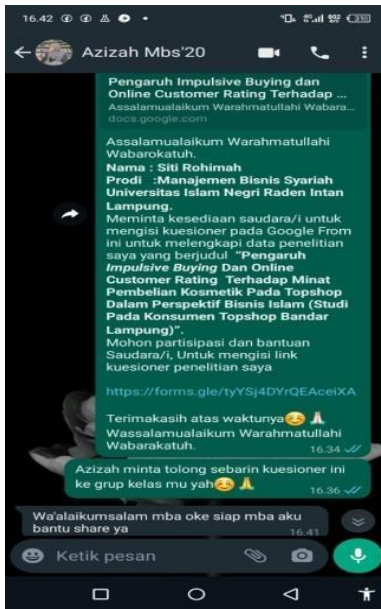 16.42
Azizah Mbs'20
Pengaruh Impulsive Buying dan
Online Customer Rating Terhadap ...
Assalamualaikum Warahmatullahi Wabara...
docs.google.com
Assalamualaikum Warahmatullahi
Wabarokatuh.
Nama : Siti Rohimah
Prodi :Manajemen Bisnis Syariah
Universitas Islam Negri Raden Intan
Lampung.
Meminta kesediaan saudara/i untuk
mengisi kuesioner pada Google From
ini untuk melengkapi data penelitian
saya yang berjudul "Pengaruh
Impulsive Buying Dan Online
Customer Rating Terhadap Minat
Pembelian Kosmetik Pada Topshop
Dalam Perspektif Bisnis Islam (Studi
Pada Konsumen Topshop Bandar
Lampung)".
Mohon partisipasi dan bantuan
Saudara/i, Untuk mengisi link
kuesioner penelitian saya
https://forms.gle/tyYSj4DYrQEAceiXA
Terimakasih atas waktunya☺️🙏
Wassalamualaikum Warahmatullahi
Wabarakatuh.
16.34
Azizah minta tolong sebarin kuesioner ini
ke grup kelas mu yah☺️🙏
16.36
Wa'alaikumsalam mba oke siap mba aku
bantu share ya
16.41
Ketik pesan